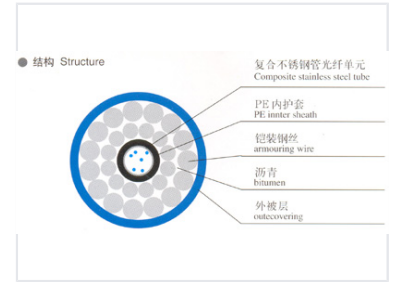 结构 Structure
复合不锈钢管光纤单元
Composite stainless steel tube
PE内护套
PE innter sheath
铠装钢丝
armouring wire
沥青
bitumen
外被层
outecovering